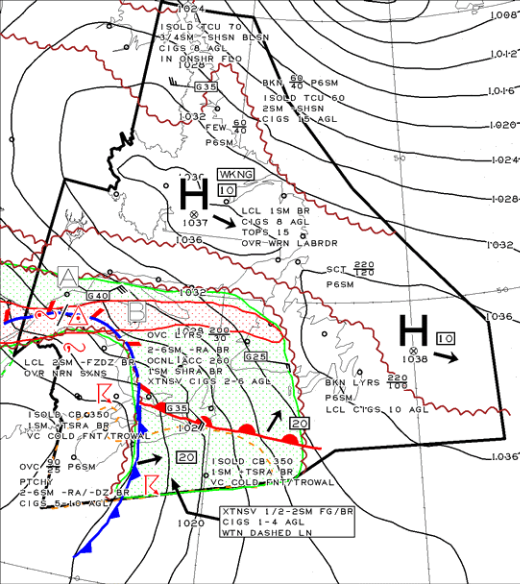 1024
1008
ISOLD TCU 70
3/4SM -SHSN BLSN
CIGS 8 AGL
IN ONSHR FLO
1028
1012
BKN 60/40 P6SM
G35
1016
ISOLD TCU 60
2SM -SHSN
CIGS 15 AGL
1020
1032
FEW 60/40
P6SM
1024
50
1028
WKNG
H
10
1037
LCL 1SM BR
CIGS 8 AGL
TOPS 15
OVR WRN LABRDR
1036
1032
SCT 220/120
P6SM
A
1032
G40
1036
B
H
10
1038
1028
OVC LYRS 200/30
2-6SM -RA BR
OCNL ACC 260
1SM SHRA BR
XTNSV CIGS 2-6 AGL
G25
LCL 2SM -FZDZ BR
OVR NRN SXNS
BKN LYRS 220/100
P6SM
LCL CIGS 10 AGL
G35
ISOLD CB 350
1SM +TSRA BR
VC COLD FNT/TROWAL
20
1036
OVC 90/25 P6SM
PTCHY
2-6SM -RA/-DZ BR
CIGS 5-10 AGL
20
ISOLD CB 350
1SM +TSRA BR
VC COLD FNT/TROWAL
XTNSV 1/2-2SM FG/BR
CIGS 1-4 AGL
WTN DASHED LN
1020